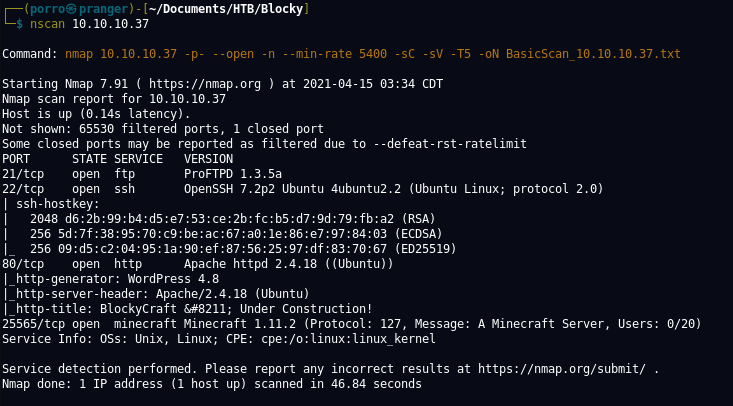 ┌──(porro㉿pranger)-[~/Documents/HTB/Blocky]
└─$ nscan 10.10.10.37
Command: nmap 10.10.10.37 -p- --open -n --min-rate 5400 -sC -sV -T5 -oN BasicScan_10.10.10.37.txt
Starting Nmap 7.91 ( https://nmap.org ) at 2021-04-15 03:34 CDT
Nmap scan report for 10.10.10.37
Host is up (0.14s latency).
Not shown: 65530 filtered ports, 1 closed port
Some closed ports may be reported as filtered due to --defeat-rst-ratelimit
PORT      STATE SERVICE   VERSION
21/tcp    open  ftp       ProFTPD 1.3.5a
22/tcp    open  ssh       OpenSSH 7.2p2 Ubuntu 4ubuntu2.2 (Ubuntu Linux; protocol 2.0)
| ssh-hostkey:
|   2048 d6:2b:99:b4:d5:e7:53:ce:2b:fc:b5:d7:9d:79:fb:a2 (RSA)
|   256 5d:7f:38:95:70:c9:be:ac:67:a0:1e:86:e7:97:84:03 (ECDSA)
|_  256 09:d5:c2:04:95:1a:90:ef:87:56:25:97:df:83:70:67 (ED25519)
80/tcp    open  http      Apache httpd 2.4.18 ((Ubuntu))
|_http-generator: WordPress 4.8
|_http-server-header: Apache/2.4.18 (Ubuntu)
|_http-title: BlockyCraft &#8211; Under Construction!
25565/tcp open  minecraft Minecraft 1.11.2 (Protocol: 127, Message: A Minecraft Server, Users: 0/20)
Service Info: OSs: Unix, Linux; CPE: cpe:/o:linux:linux_kernel
Service detection performed. Please report any incorrect results at https://nmap.org/submit/ .
Nmap done: 1 IP address (1 host up) scanned in 46.84 seconds